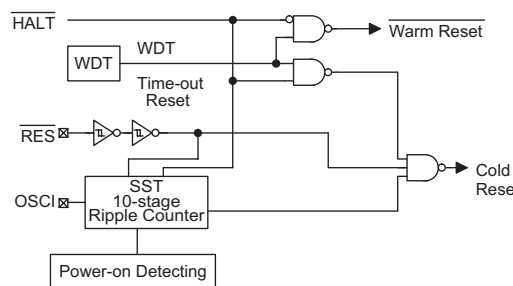 HALT
WDT
WDT
Time-out
Reset
Warm Reset
RES
OSCI
SST
10-stage
Ripple Counter
Cold
Rese
Power-on Detecting